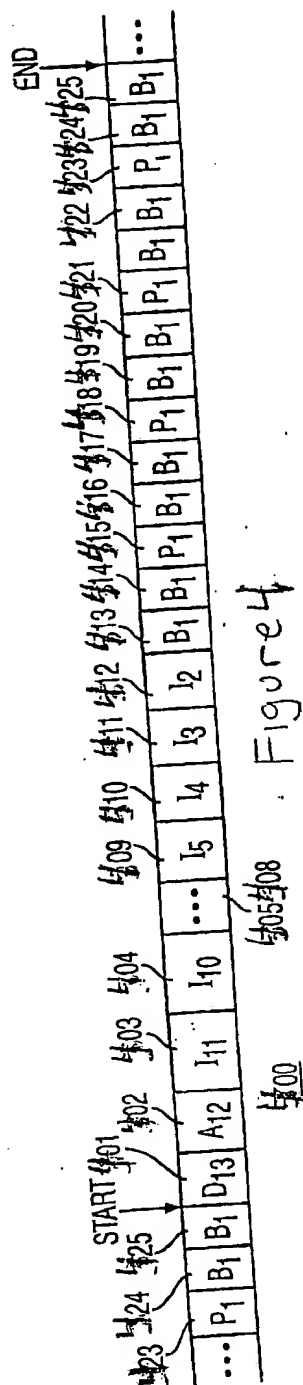 423 424 425 START 401 402 403 404 409 410 411 412 413 414 415 416 417 418 419 420 421 422 423 424 425 END
... P₁ B₁ B₁ D₁₃ A₁₂ I₁₁ I₁₀ ... I₅ I₄ I₃ I₂ B₁ B₁ P₁ B₁ B₁ P₁ B₁ B₁ P₁ B₁ B₁ P₁ B₁ B₁ ...
405-408
400
Figure 4